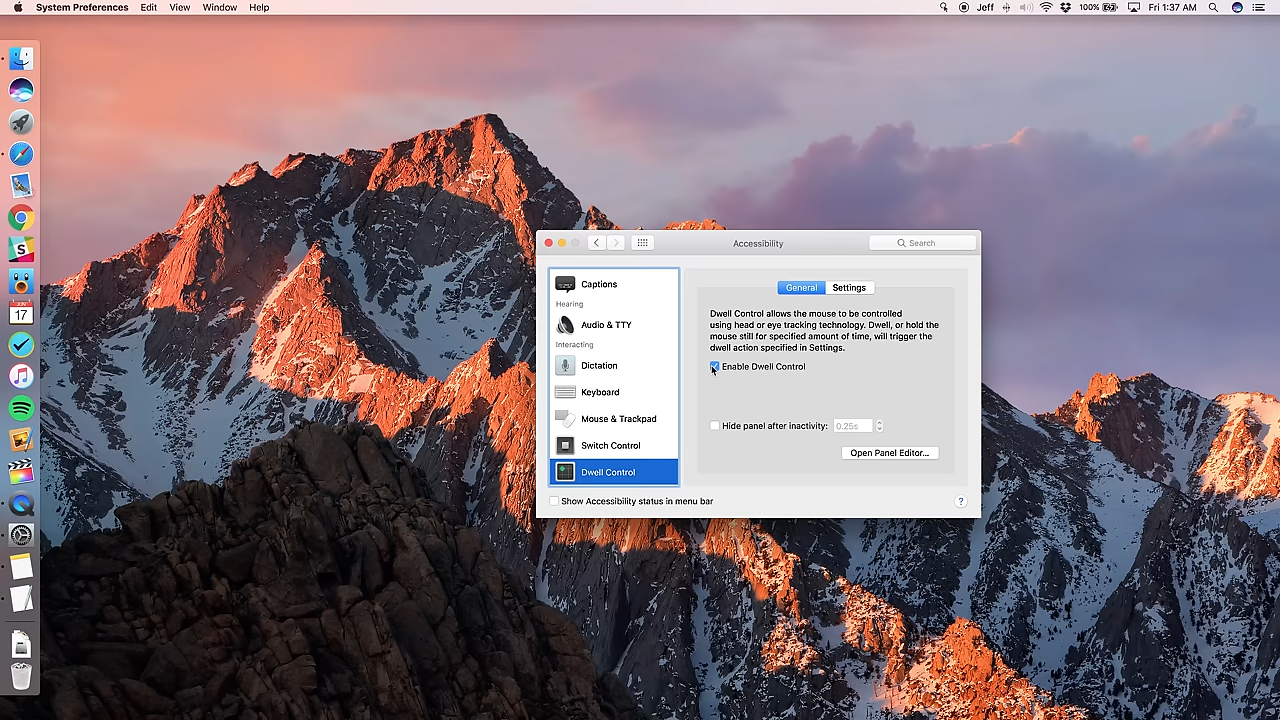 System Preferences Edit View Window Help
Jeff 100% Fri 1:37 AM
Accessibility
Search
Captions
Hearing
Audio & TTY
Interacting
Dictation
Keyboard
Mouse & Trackpad
Switch Control
Dwell Control
General Settings
Dwell Control allows the mouse to be controlled
using head or eye tracking technology. Dwell, or hold the
mouse still for specified amount of time, will trigger the
dwell action specified in Settings.
Enable Dwell Control
Hide panel after inactivity: 0.25s
Open Panel Editor...
Show Accessibility status in menu bar
?
S
JUN
17